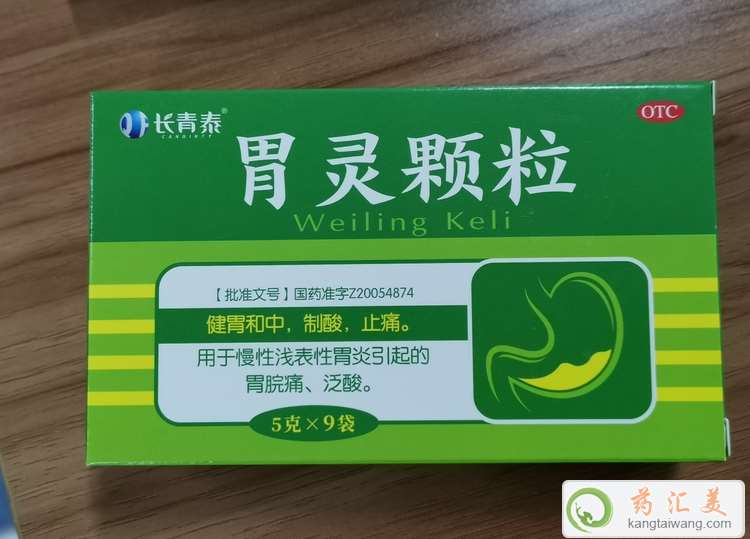 长青泰®
CANDINTY
OTC
胃灵颗粒
Weiling Keli
【批准文号】国药准字Z20054874
健胃和中，制酸，止痛。
用于慢性浅表性胃炎引起的
胃脘痛、泛酸。
5克×9袋
药汇美
kangtaiwang.com